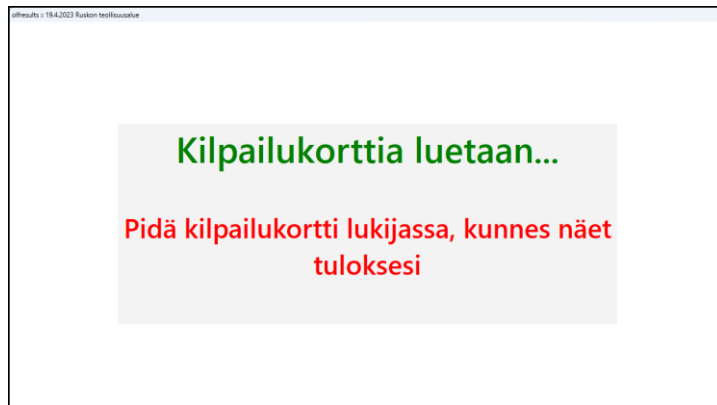 olfresults :: 19.4.2023 Ruskon teollisuusalue
Kilpailukorttia luetaan...
Pidä kilpailukortti lukijassa, kunnes näet
tuloksesi